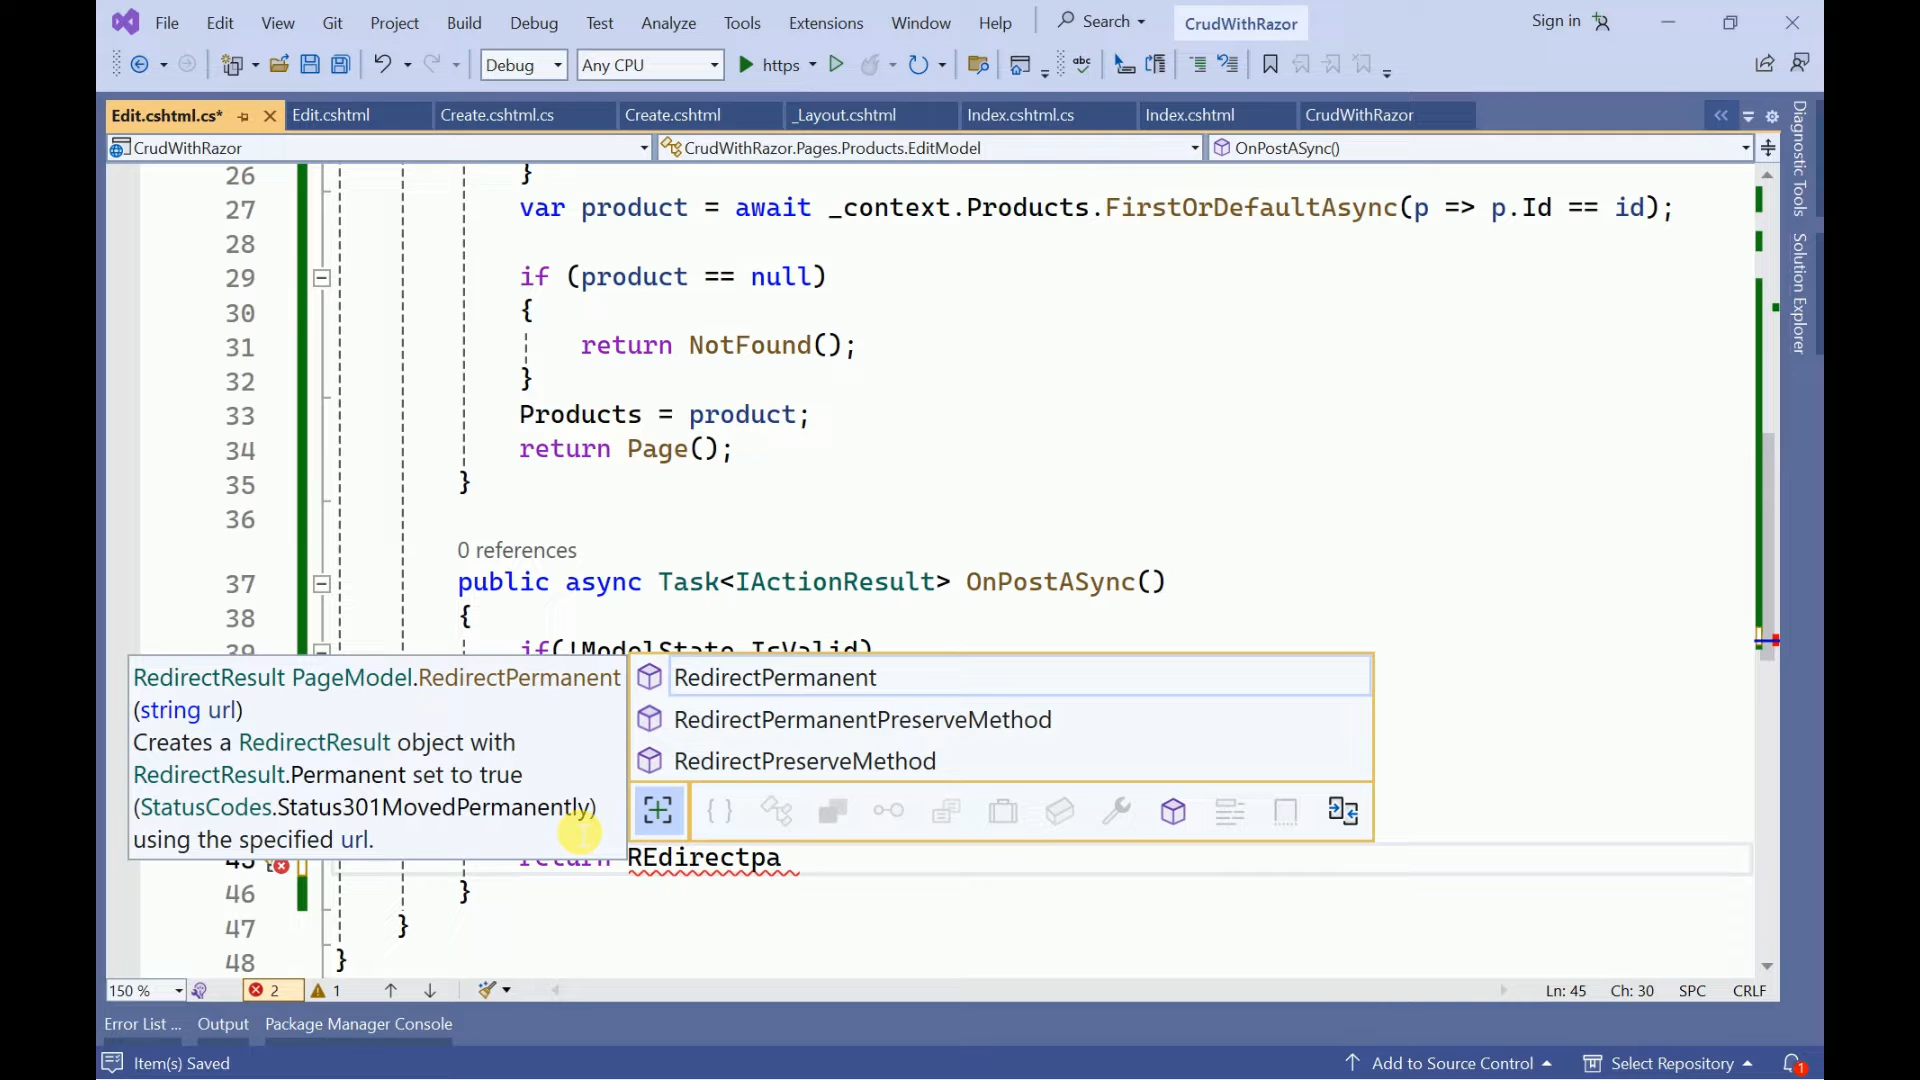 File Edit View Git Project Build Debug Test Analyze Tools Extensions Window Help Search CrudWithRazor Sign in
Debug Any CPU https
Edit.cshtml.cs* Edit.cshtml Create.cshtml.cs Create.cshtml _Layout.cshtml Index.cshtml.cs Index.cshtml CrudWithRazor
CrudWithRazor CrudWithRazor.Pages.Products.EditModel OnPostASync()
Diagnostic Tools
Solution Explorer
26 }
27 var product = await _context.Products.FirstOrDefaultAsync(p => p.Id == id);
28
29 if (product == null)
30 {
31 return NotFound();
32 }
33 Products = product;
34 return Page();
35 }
36
0 references
37 public async Task<IActionResult> OnPostASync()
38 {
39 if(!ModelState.IsValid)
RedirectResult PageModel.RedirectPermanent
(string url)
Creates a RedirectResult object with
RedirectResult.Permanent set to true
(StatusCodes.Status301MovedPermanently)
using the specified url.
RedirectPermanent
RedirectPermanentPreserveMethod
RedirectPreserveMethod
45 return REdirectpa
46 }
47 }
48 }
150 % 2 1 Ln: 45 Ch: 30 SPC CRLF
Error List ... Output Package Manager Console
Item(s) Saved Add to Source Control Select Repository 1